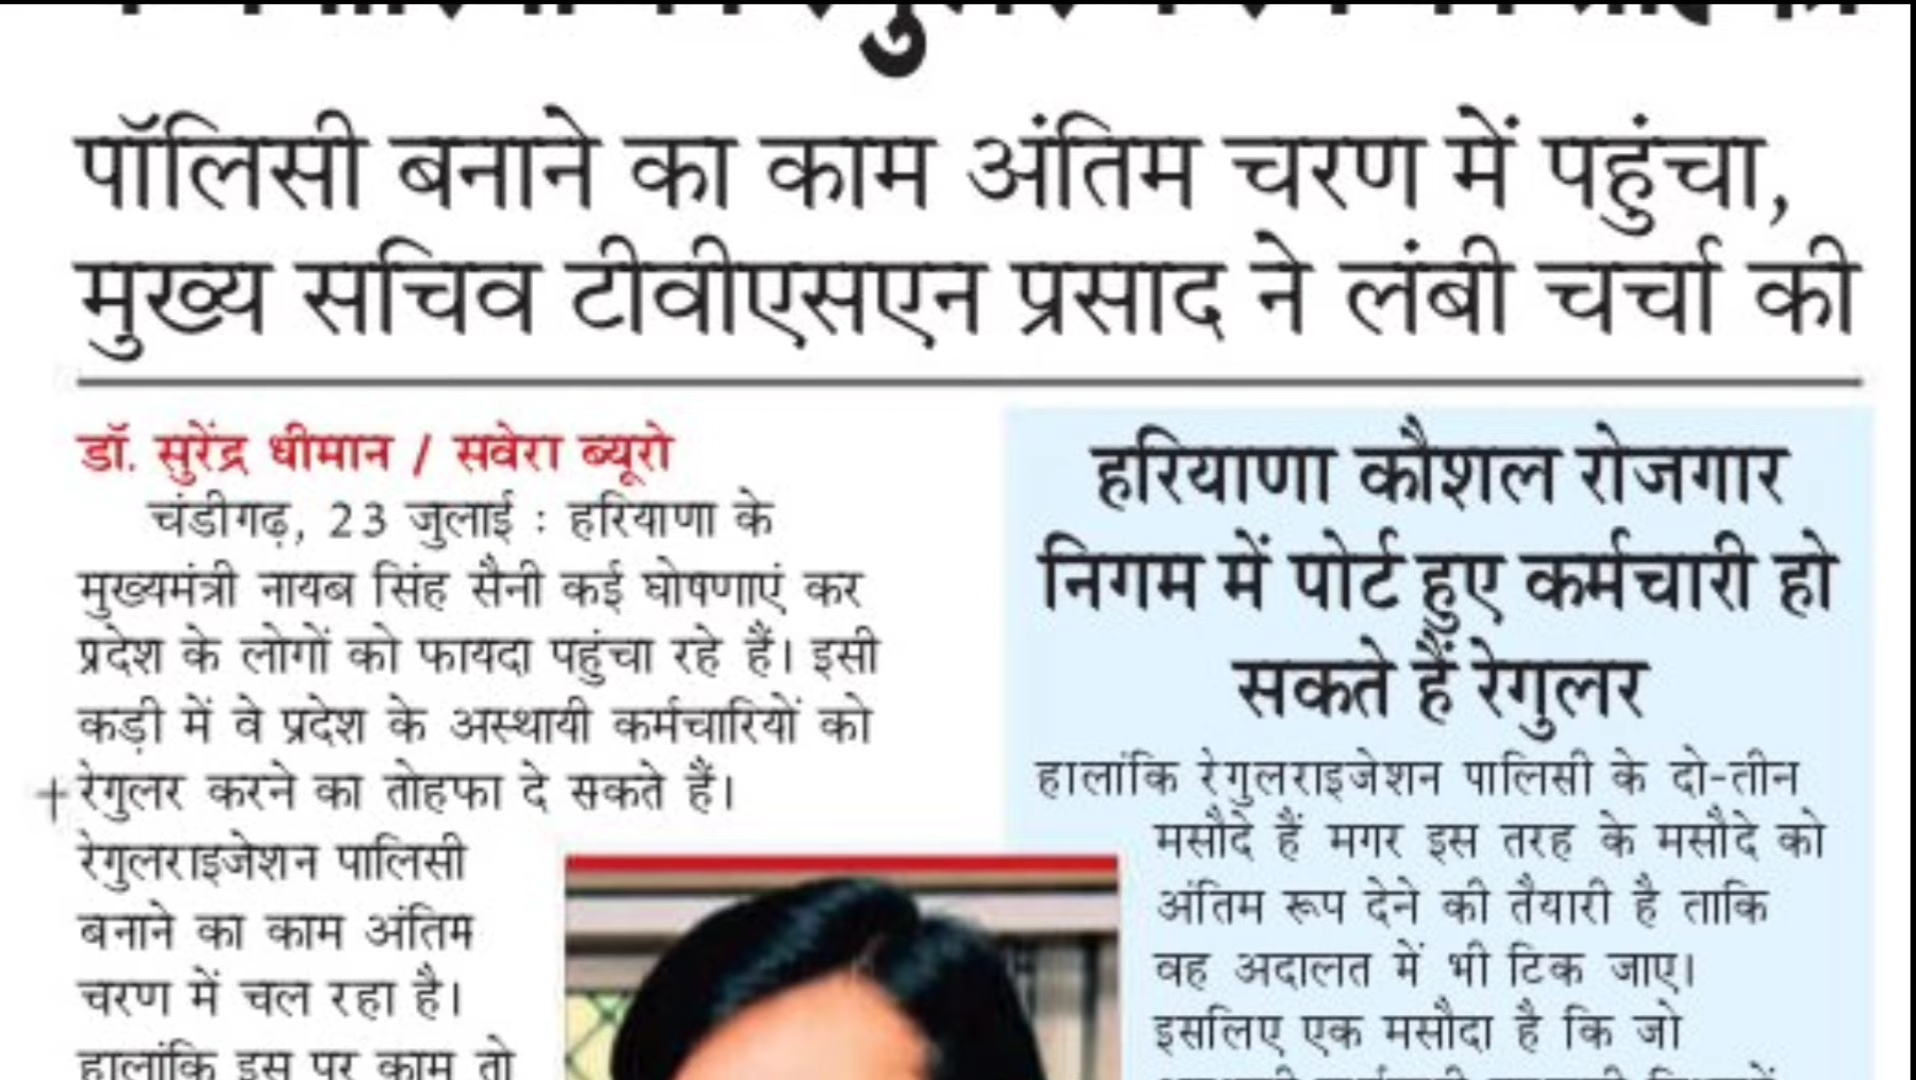 पॉलिसी बनाने का काम अंतिम चरण में पहुंचा,
मुख्य सचिव टीवीएसएन प्रसाद ने लंबी चर्चा की
डॉ. सुरेंद्र धीमान / सवेरा ब्यूरो
चंडीगढ़, 23 जुलाई : हरियाणा के
मुख्यमंत्री नायब सिंह सैनी कई घोषणाएं कर
प्रदेश के लोगों को फायदा पहुंचा रहे हैं। इसी
कड़ी में वे प्रदेश के अस्थायी कर्मचारियों को
रेगुलर करने का तोहफा दे सकते हैं।
रेगुलराइजेशन पालिसी
बनाने का काम अंतिम
चरण में चल रहा है।
हालांकि इस पर काम तो
हरियाणा कौशल रोजगार
निगम में पोर्ट हुए कर्मचारी हो
सकते हैं रेगुलर
हालांकि रेगुलराइजेशन पालिसी के दो-तीन
मसौदे हैं मगर इस तरह के मसौदे को
अंतिम रूप देने की तैयारी है ताकि
वह अदालत में भी टिक जाए।
इसलिए एक मसौदा है कि जो